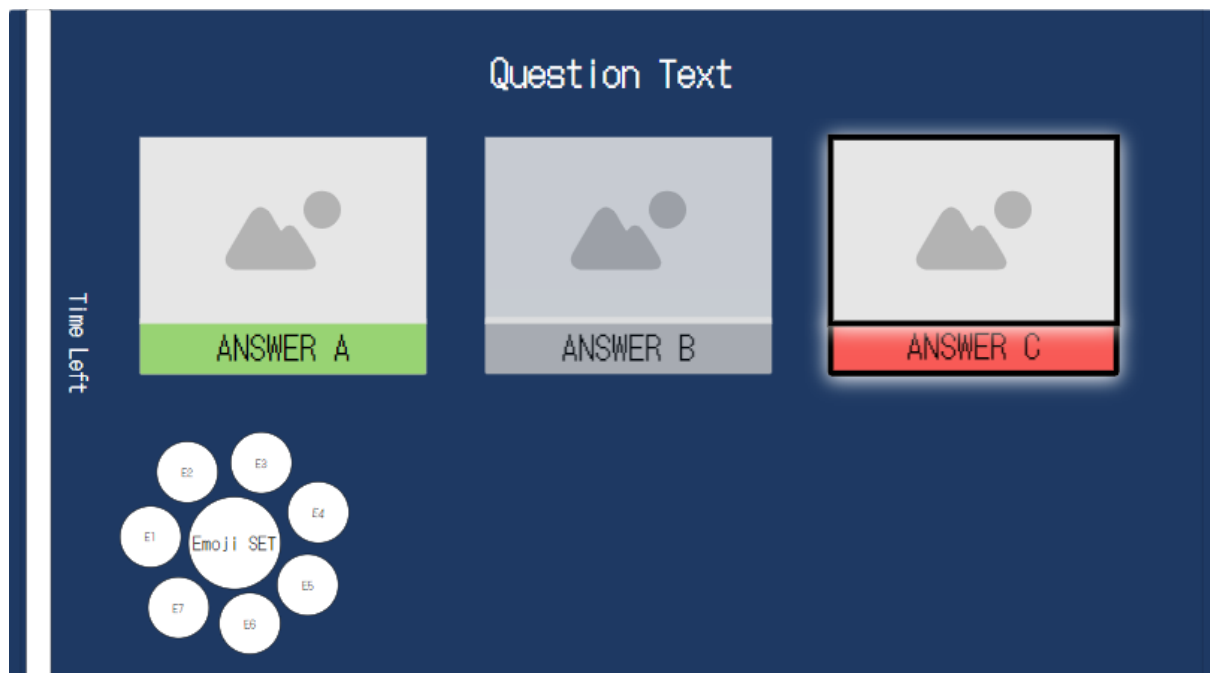 Question Text
ANSWER A
ANSWER B
ANSWER C
Time Left
E1
E2
E3
E4
E5
E6
E7
Emoji SET